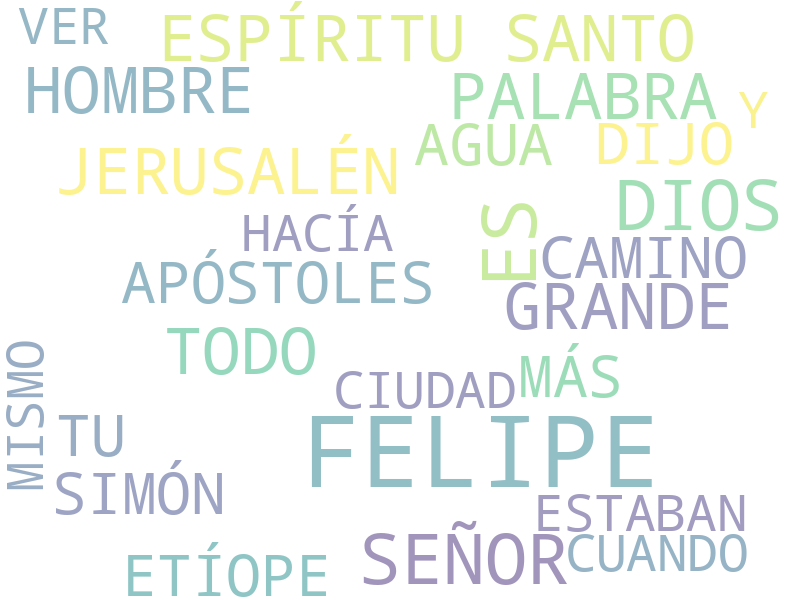 VER
ESPÍRITU SANTO
HOMBRE
PALABRA
Y
AGUA
DIJO
JERUSALÉN
DIOS
ES
HACÍA
CAMINO
APÓSTOLES
GRANDE
TODO
MISMO
CIUDAD
MÁS
TU
FELIPE
SIMÓN
ESTABAN
SEÑOR
CUANDO
ETÍOPE